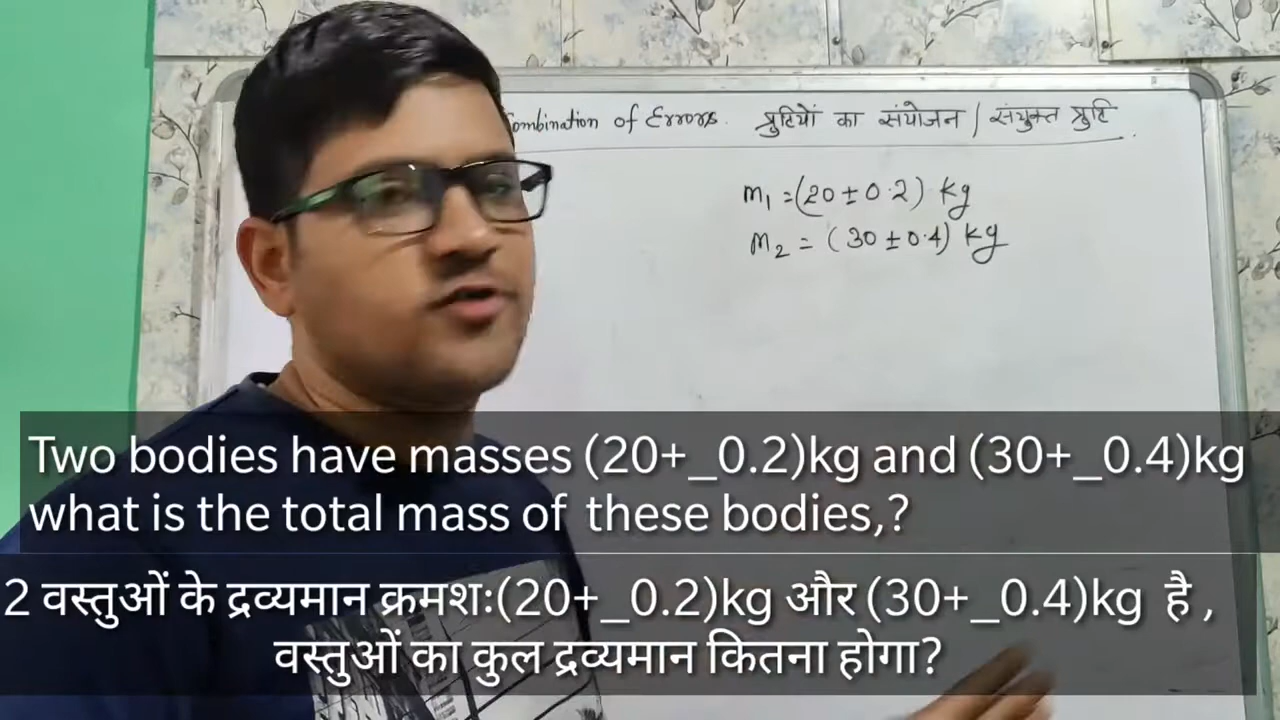 Combination of Errors. त्रुटियों का संयोजन / संयुक्त त्रुटि
m₁ = (20 ± 0.2) kg
m₂ = (30 ± 0.4) kg
Two bodies have masses (20+_0.2)kg and (30+_0.4)kg
what is the total mass of these bodies,?
2 वस्तुओं के द्रव्यमान क्रमशः(20+_0.2)kg और (30+_0.4)kg है ,
वस्तुओं का कुल द्रव्यमान कितना होगा?